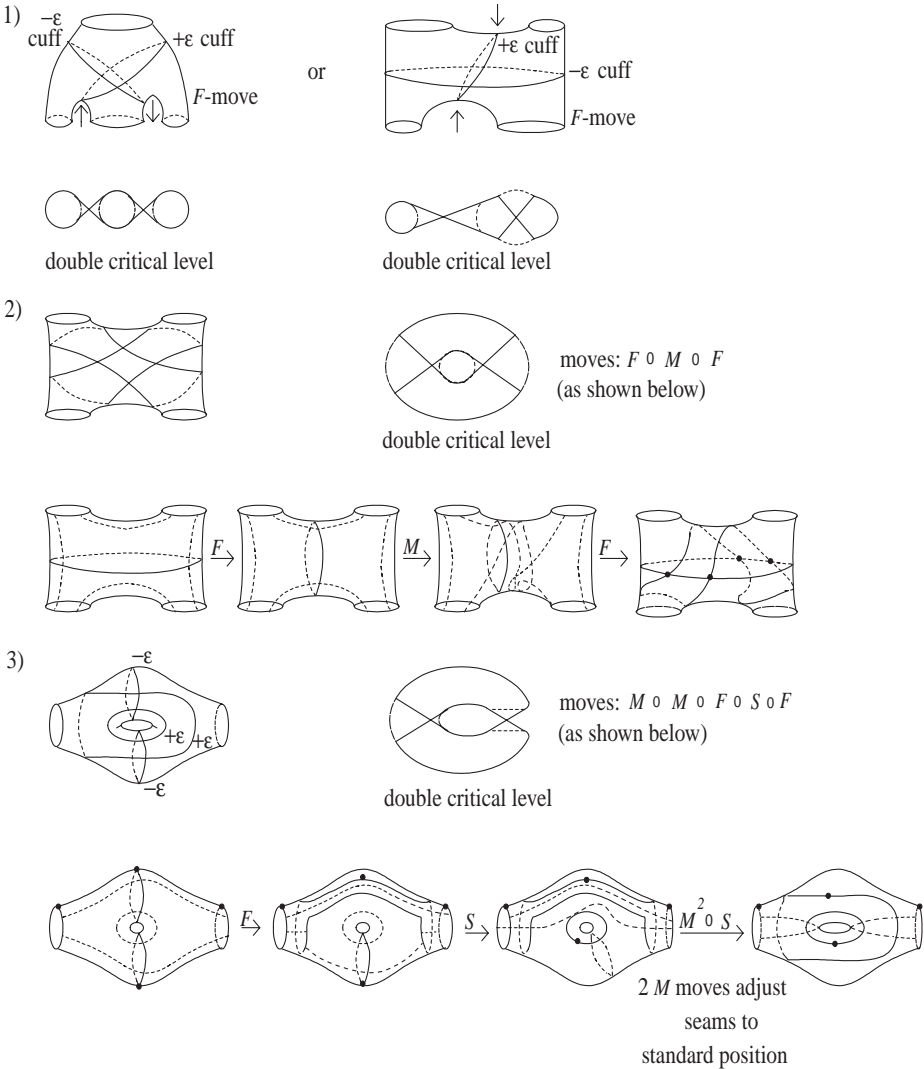 1)
−ε cuff
+ε cuff
F-move
or
+ε cuff
−ε cuff
F-move
double critical level
double critical level
2)
moves: F o M o F
(as shown below)
double critical level
F
M
F
3)
−ε
+ε
+ε
−ε
moves: M o M o F o S o F
(as shown below)
double critical level
F
S
M² o S
2 M moves adjust
seams to
standard position